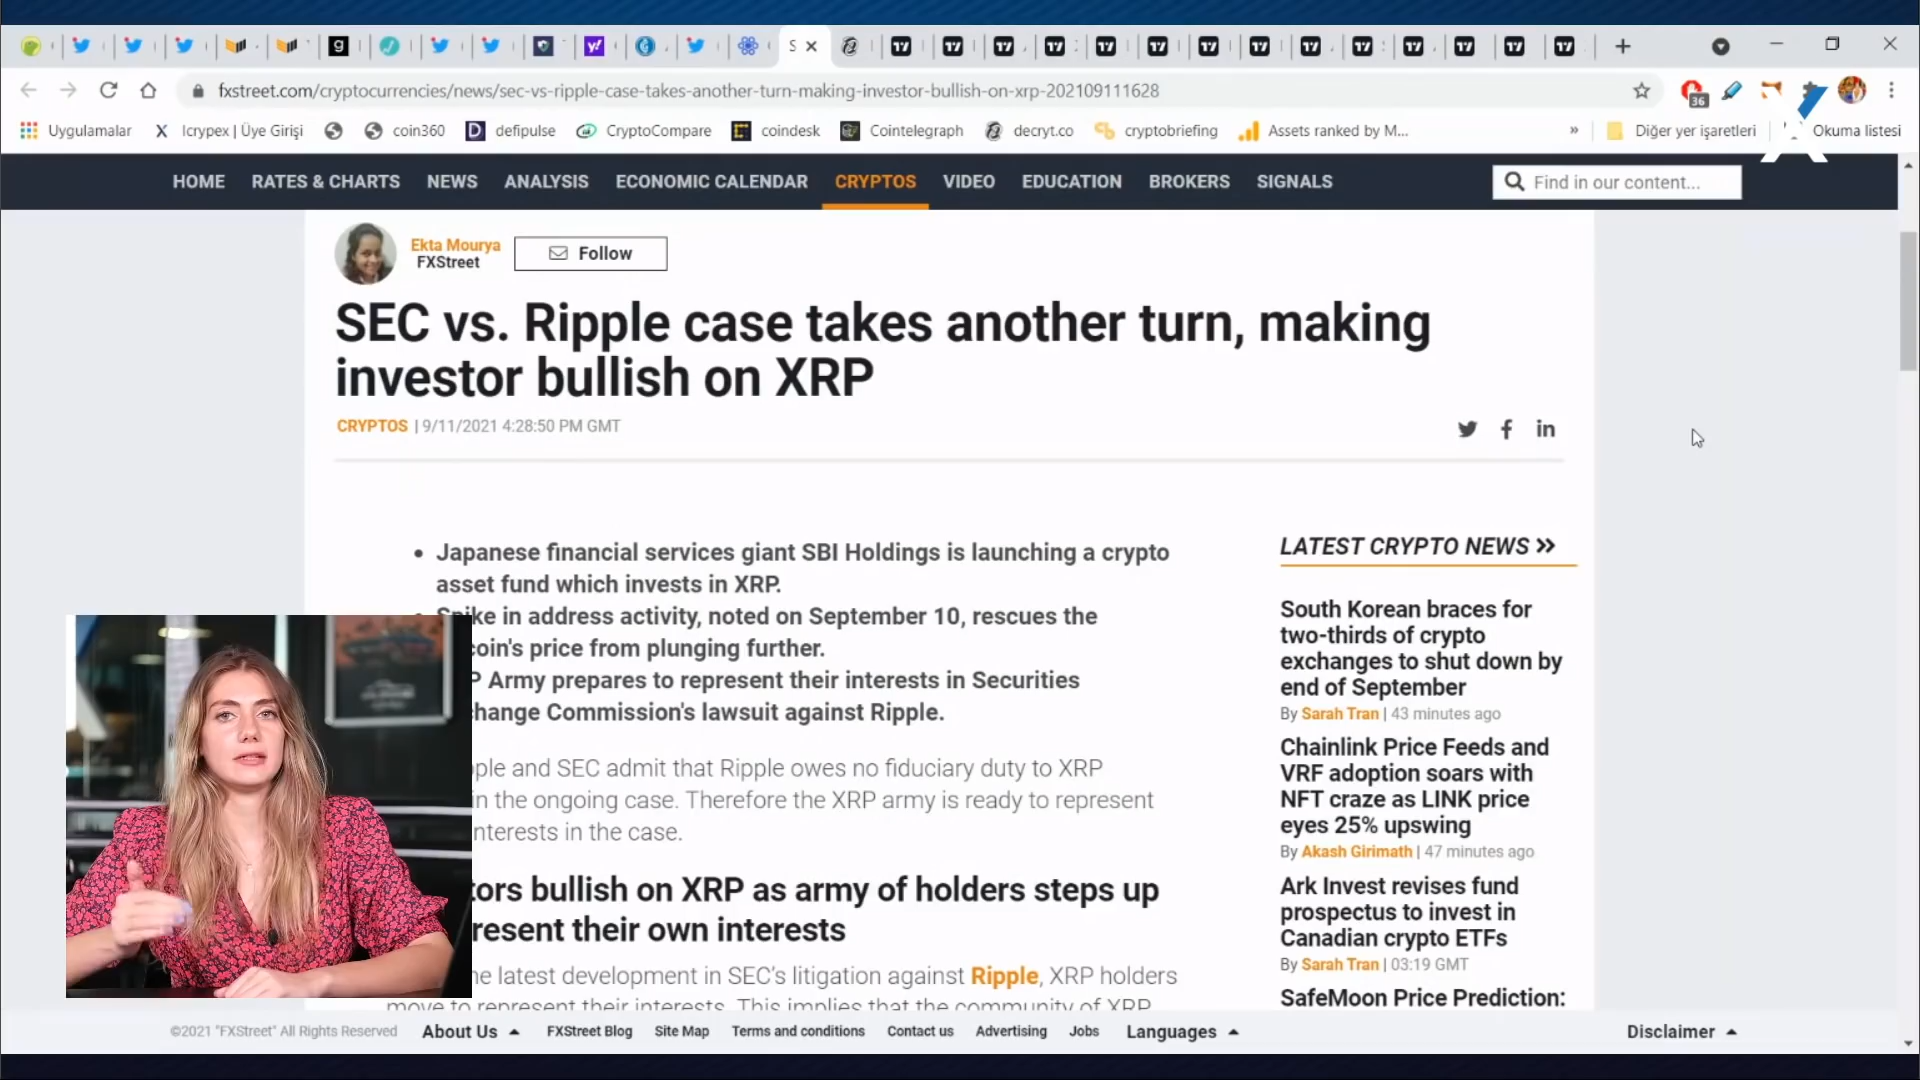 S
fxstreet.com/cryptocurrencies/news/sec-vs-ripple-case-takes-another-turn-making-investor-bullish-on-xrp-202109111628
36
Uygulamalar
Icrypex | Üye Girişi
coin360
defipulse
CryptoCompare
coindesk
Cointelegraph
decryt.co
cryptobriefing
Assets ranked by M...
»
Diğer yer işaretleri
Okuma listesi
HOME RATES & CHARTS NEWS ANALYSIS ECONOMIC CALENDAR CRYPTOS VIDEO EDUCATION BROKERS SIGNALS
Find in our content...
Ekta Mourya
FXStreet
Follow
SEC vs. Ripple case takes another turn, making
investor bullish on XRP
CRYPTOS | 9/11/2021 4:28:50 PM GMT
• Japanese financial services giant SBI Holdings is launching a crypto
asset fund which invests in XRP.
in address activity, noted on September 10, rescues the
coin's price from plunging further.
Army prepares to represent their interests in Securities
change Commission's lawsuit against Ripple.
ple and SEC admit that Ripple owes no fiduciary duty to XRP
in the ongoing case. Therefore the XRP army is ready to represent
nterests in the case.
tors bullish on XRP as army of holders steps up
resent their own interests
ne latest development in SEC's litigation against Ripple, XRP holders
move to represent their interests. This implies that the community of XRP
LATEST CRYPTO NEWS »
South Korean braces for
two-thirds of crypto
exchanges to shut down by
end of September
By Sarah Tran | 43 minutes ago
Chainlink Price Feeds and
VRF adoption soars with
NFT craze as LINK price
eyes 25% upswing
By Akash Girimath | 47 minutes ago
Ark Invest revises fund
prospectus to invest in
Canadian crypto ETFs
By Sarah Tran | 03:19 GMT
SafeMoon Price Prediction:
©2021 "FXStreet" All Rights Reserved About Us FXStreet Blog Site Map Terms and conditions Contact us Advertising Jobs Languages Disclaimer